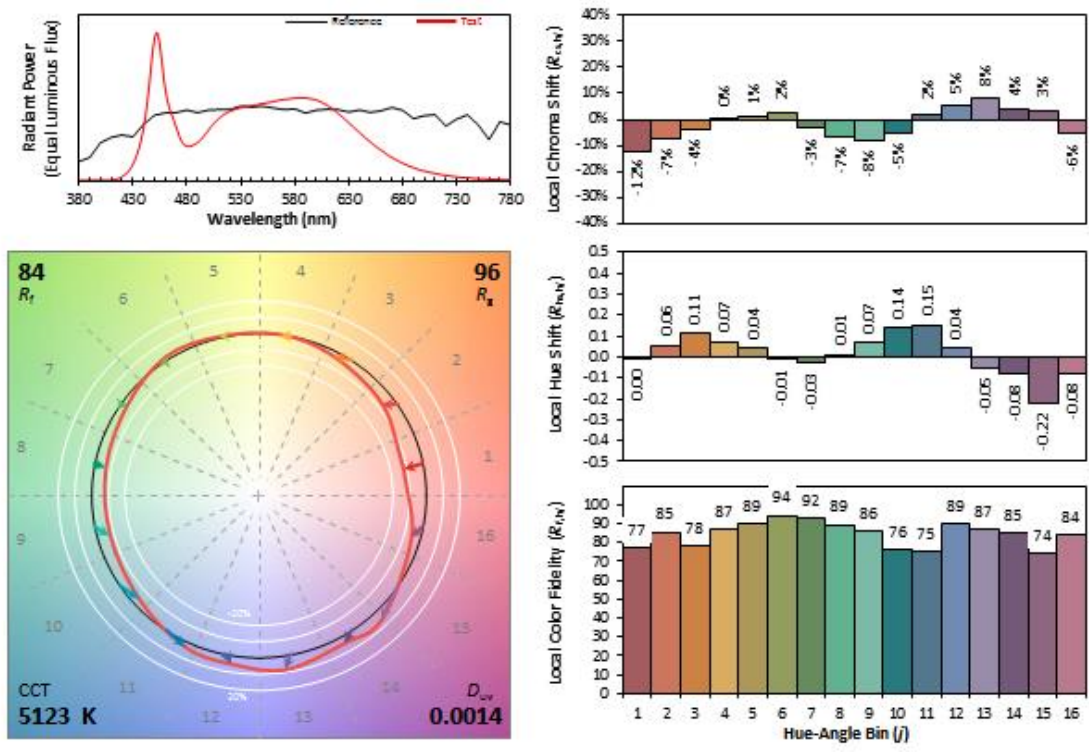 Reference Test
Radiant Power
(Equal Luminous Flux)
380 430 480 530 580 630 680 730 780
Wavelength (nm)
Local Chroma Shift (Rcs,hj)
40%
30%
20%
10%
0%
-10%
-20%
-30%
-40%
-12% -7% -4% 0% 1% 2% -3% -7% -8% -5% 2% 5% 8% 4% 3% -6%
84
Rf
96
Rg
1
2
3
4
5
6
7
8
9
10
11
12
13
14
15
16
-20%
20%
CCT
5123 K
Duv
0.0014
Local Hue Shift (Rhs,hj)
0.5
0.4
0.3
0.2
0.1
0.0
-0.1
-0.2
-0.3
-0.4
-0.5
0.00 0.06 0.11 0.07 0.04 -0.01 -0.03 0.01 0.07 0.14 0.15 0.04 -0.05 -0.08 -0.22 -0.08
Local Color Fidelity (Rf,hj)
100
90
80
70
60
50
40
30
20
10
0
77 85 78 87 89 94 92 89 86 76 75 89 87 85 74 84
1 2 3 4 5 6 7 8 9 10 11 12 13 14 15 16
Hue-Angle Bin (j)